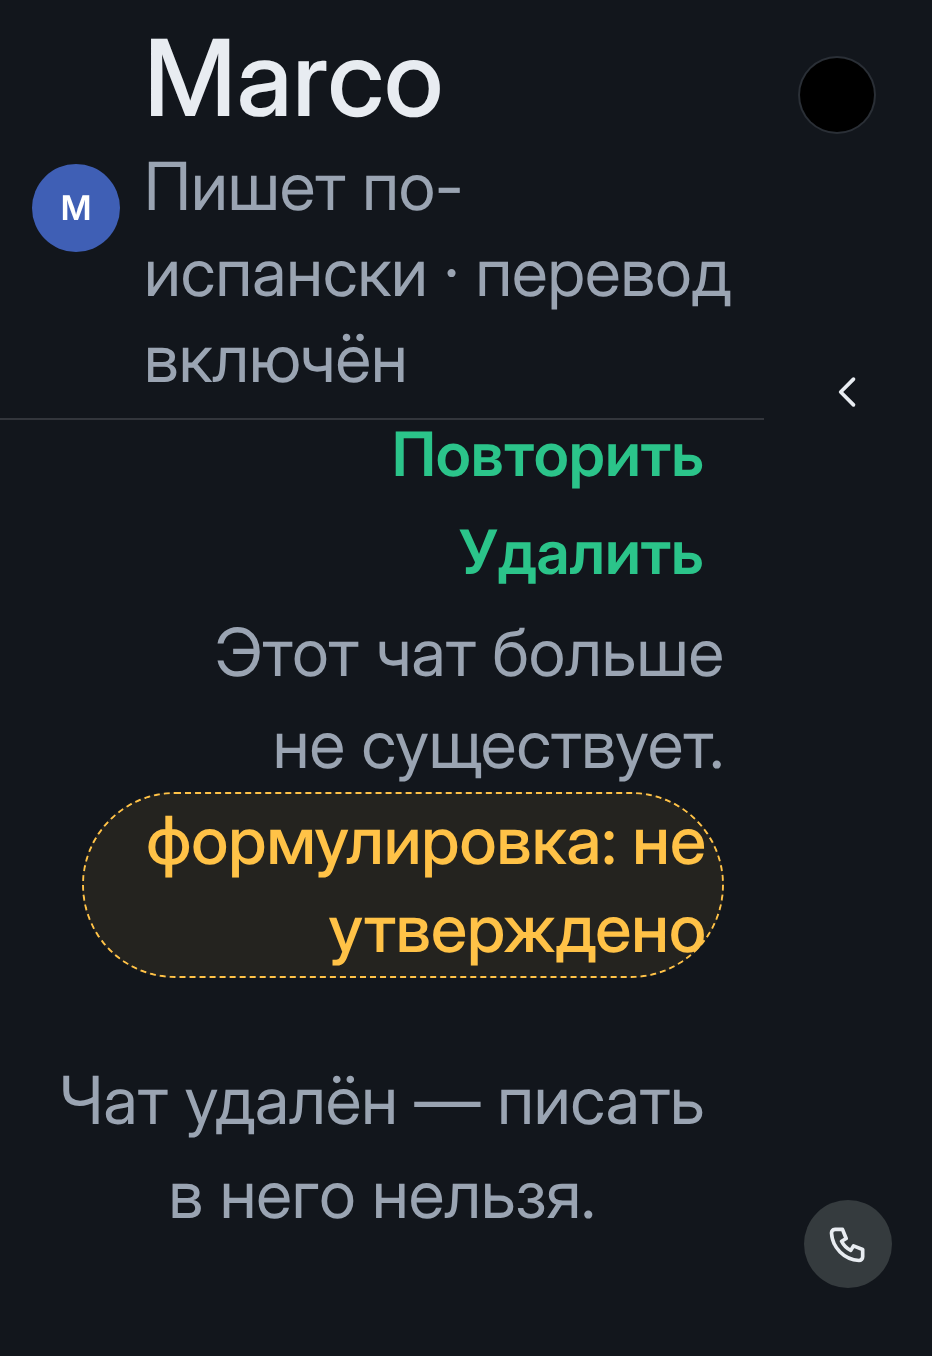 Marco
M
Пишет по-
испански · перевод
включён
Повторить
Удалить
Этот чат больше
не существует.
формулировка: не
утверждено
Чат удалён — писать
в него нельзя.